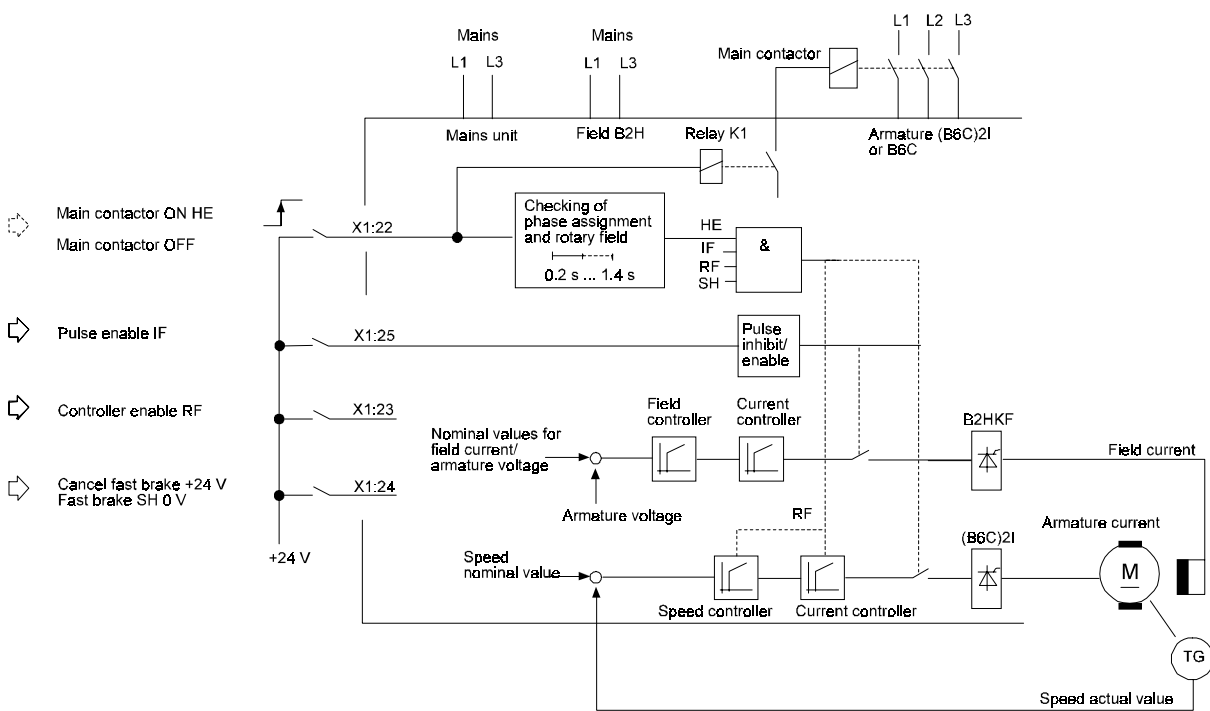 Mains
Mains
L1 L3
L1 L3
L1 L2 L3
Main contactor
Mains unit
Field B2H
Relay K1
Armature (B6C)2I
or B6C
Main contactor ON HE
Main contactor OFF
X1:22
Checking of
phase assignment
and rotary field
0.2 s ... 1.4 s
HE
IF
RF
SH
&
Pulse enable IF
X1:25
Pulse
inhibit/
enable
Controller enable RF
X1:23
Field
controller
Current
controller
B2HKF
Nominal values for
field current/
armature voltage
Field current
Cancel fast brake +24 V
Fast brake SH 0 V
X1:24
Armature voltage
RF
Armature current
+24 V
Speed
nominal value
(B6C)2I
M
Speed controller
Current controller
TG
Speed actual value